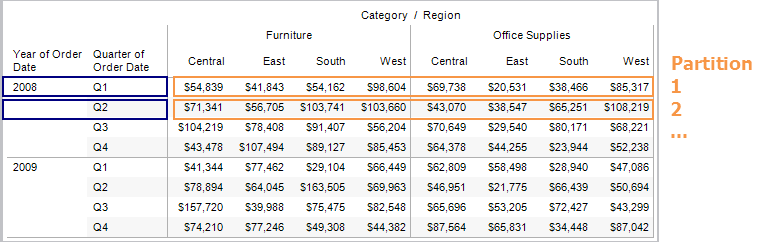 Category / Region
Furniture Office Supplies
Year of Order Date Quarter of Order Date Central East South West Central East South West Partition
2008 Q1 $54,839 $41,843 $54,162 $98,604 $69,738 $20,531 $38,466 $85,317 1
Q2 $71,341 $56,705 $103,741 $103,660 $43,070 $38,547 $65,251 $108,219 2
Q3 $104,219 $78,408 $91,407 $56,204 $70,649 $29,540 $80,171 $68,221 ...
Q4 $43,478 $107,494 $89,127 $85,453 $64,378 $44,255 $23,944 $52,238
2009 Q1 $41,344 $77,462 $29,104 $66,449 $62,809 $58,498 $28,940 $47,086
Q2 $78,894 $64,045 $163,505 $69,963 $46,951 $21,775 $66,439 $50,694
Q3 $157,720 $39,988 $75,475 $82,548 $65,696 $53,205 $72,427 $43,299
Q4 $74,210 $77,246 $49,308 $44,382 $87,564 $65,831 $34,448 $87,042